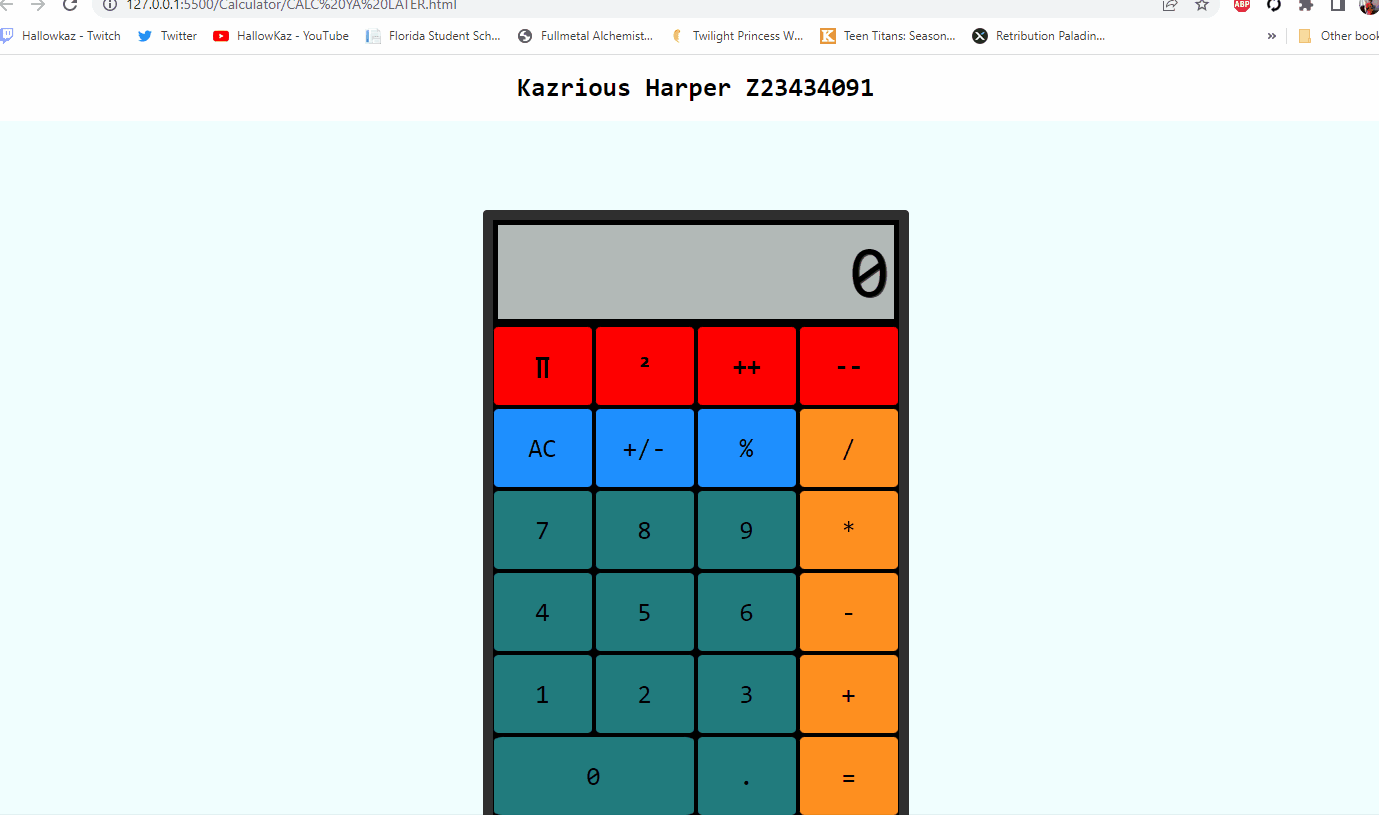 127.0.0.1:5500/Calculator/CALC%20YA%20LATER.html
ABP
Hallowkaz - Twitch Twitter HallowKaz - YouTube Florida Student Sch... Fullmetal Alchemist... Twilight Princess W... K Teen Titans: Season... Retribution Paladin... » Other book
Kazrious Harper Z23434091
0
∏ ² ++ --
AC +/- % /
7 8 9 *
4 5 6 -
1 2 3 +
0 . =